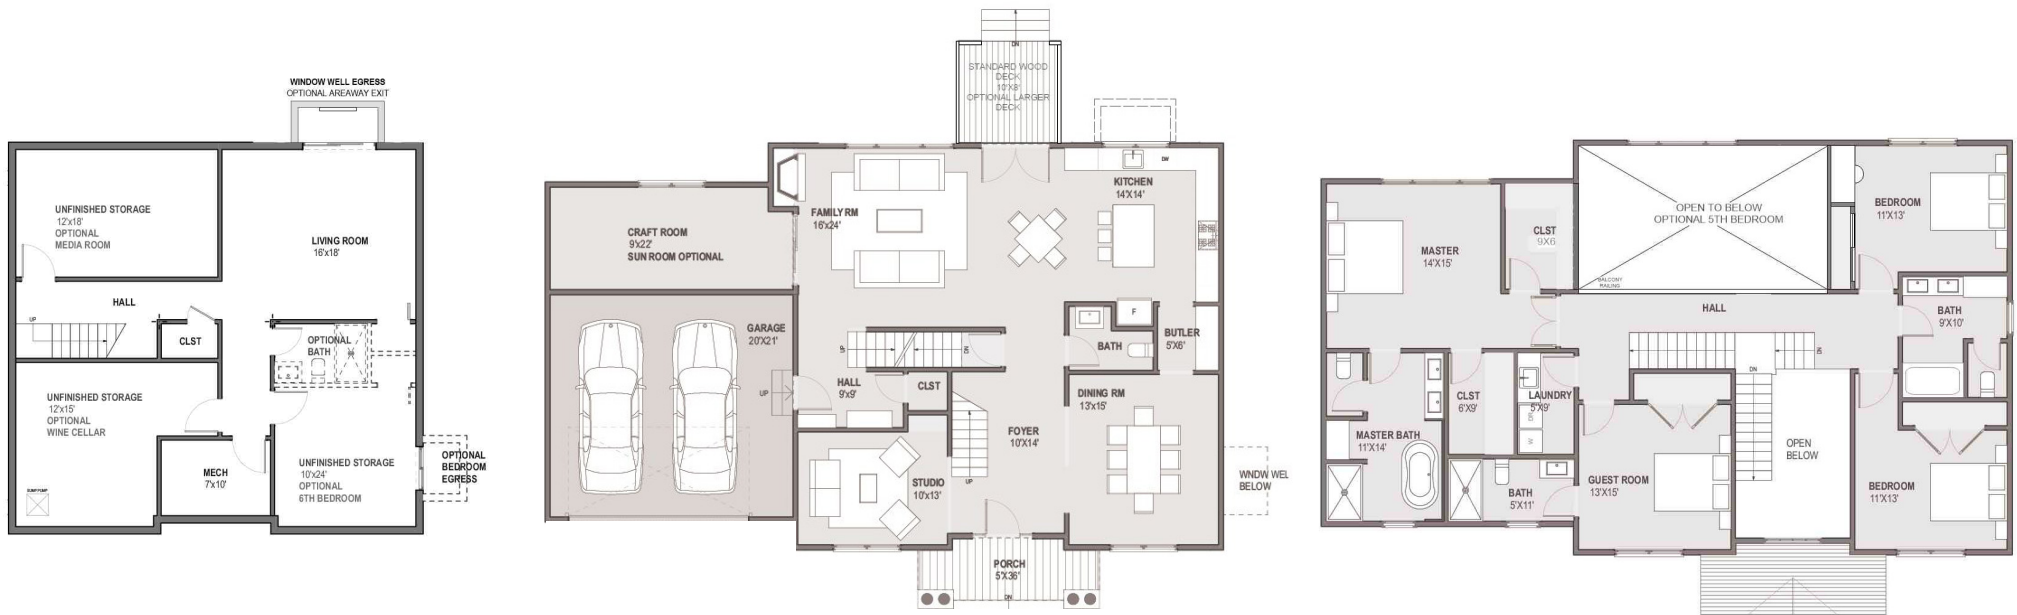 WINDOW WELL EGRESS
OPTIONAL AREAWAY EXIT
UNFINISHED STORAGE
12'x18'
OPTIONAL
MEDIA ROOM
LIVING ROOM
16'x18'
HALL
UP
CLST
OPTIONAL
BATH
UNFINISHED STORAGE
12'x15'
OPTIONAL
WINE CELLAR
MECH
7'x10'
UNFINISHED STORAGE
10'x24'
OPTIONAL
6TH BEDROOM
OPTIONAL
BEDROOM
EGRESS
SUMP PUMP
DN
STANDARD WOOD
DECK
10'X8'
OPTIONAL LARGER
DECK
DW
KITCHEN
14'X14'
FAMILY RM
16'x24'
CRAFT ROOM
9'x22'
SUN ROOM OPTIONAL
F
GARAGE
20'X21'
BUTLER
5'X6'
BATH
UP
DN
HALL
9'x9'
CLST
UP
DINING RM
13'x15'
FOYER
10'X14'
UP
STUDIO
10'x13'
WNDW WEL
BELOW
PORCH
5'X36'
DN
OPEN TO BELOW
OPTIONAL 5TH BEDROOM
BEDROOM
11'X13'
CLST
9X6
MASTER
14'X15'
BALCONY
RAILING
HALL
BATH
9'X10'
DN
DN
CLST
6'X9'
LAUNDRY
5'X9'
DR
W
MASTER BATH
11'X14'
OPEN
BELOW
GUEST ROOM
13'X15'
BATH
5'X11'
BEDROOM
11'X13'